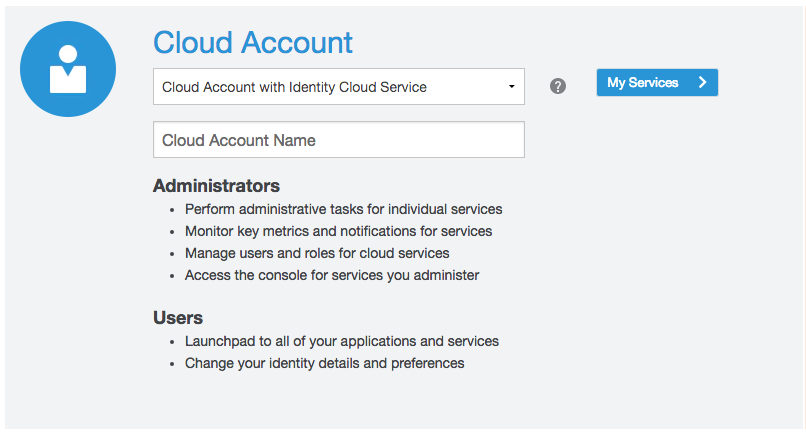 Cloud Account
Cloud Account with Identity Cloud Service
?
My Services
Cloud Account Name
Administrators
• Perform administrative tasks for individual services
• Monitor key metrics and notifications for services
• Manage users and roles for cloud services
• Access the console for services you administer
Users
• Launchpad to all of your applications and services
• Change your identity details and preferences